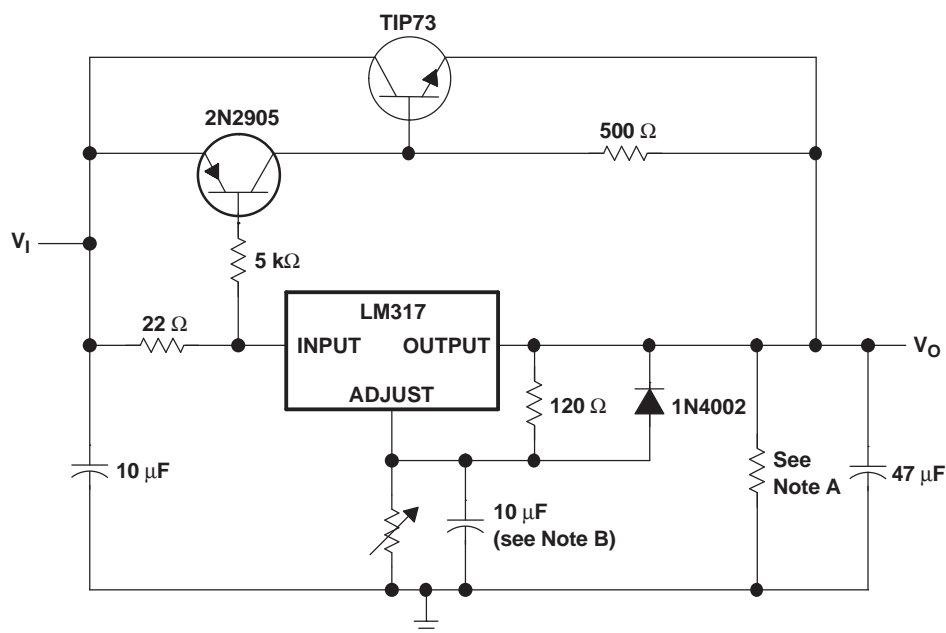 TIP73
2N2905
500 Ω
V_I
5 kΩ
22 Ω
LM317
INPUT OUTPUT
ADJUST
V_O
120 Ω
1N4002
10 μF
See
Note A
47 μF
10 μF
(see Note B)